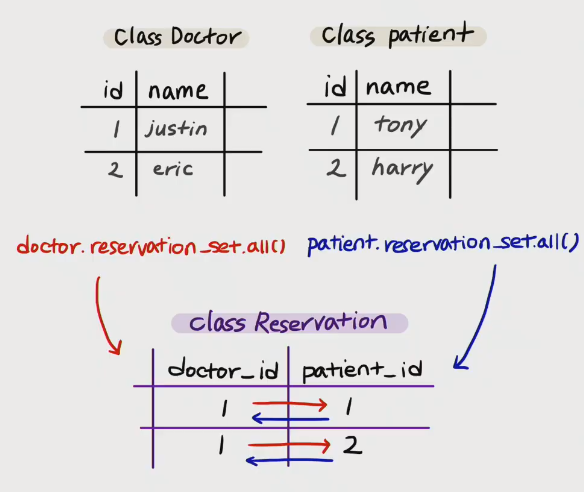 Class Doctor
Class patient
id name
1 justin
2 eric
id name
1 tony
2 harry
doctor.reservation_set.all()
patient.reservation_set.all()
class Reservation
doctor_id patient_id
1 1
1 2